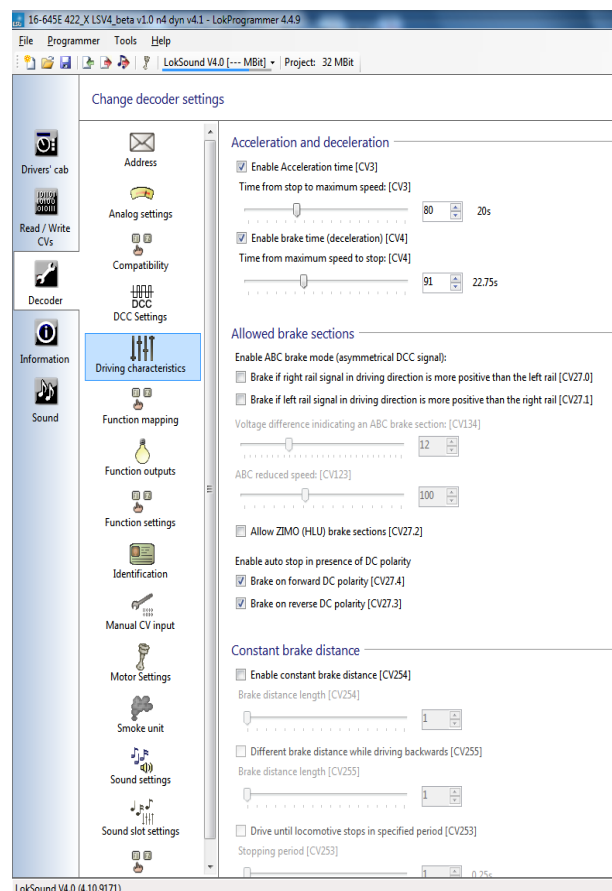 16-645E 422_X LSV4_beta v1.0 n4 dyn v4.1 - LokProgrammer 4.4.9
File Programmer Tools Help
LokSound V4.0 [--- MBit] Project: 32 MBit
Change decoder settings
Drivers' cab
Read / Write
CVs
Decoder
Information
Sound
Address
Analog settings
Compatibility
DCC
DCC Settings
Driving characteristics
Function mapping
Function outputs
Function settings
Identification
Manual CV input
Motor Settings
Smoke unit
Sound settings
Sound slot settings
Acceleration and deceleration
Enable Acceleration time [CV3]
Time from stop to maximum speed: [CV3]
80 20s
Enable brake time (deceleration) [CV4]
Time from maximum speed to stop: [CV4]
91 22.75s
Allowed brake sections
Enable ABC brake mode (asymmetrical DCC signal):
Brake if right rail signal in driving direction is more positive than the left rail [CV27.0]
Brake if left rail signal in driving direction is more positive than the right rail [CV27.1]
Voltage difference inidicating an ABC brake section: [CV134]
12
ABC reduced speed: [CV123]
100
Allow ZIMO (HLU) brake sections [CV27.2]
Enable auto stop in presence of DC polarity
Brake on forward DC polarity [CV27.4]
Brake on reverse DC polarity [CV27.3]
Constant brake distance
Enable constant brake distance [CV254]
Brake distance length [CV254]
1
Different brake distance while driving backwards [CV255]
Brake distance length [CV255]
1
Drive until locomotive stops in specified period [CV253]
Stopping period [CV253]
1 0.25s
LokSound V4.0 (4.10.9171)